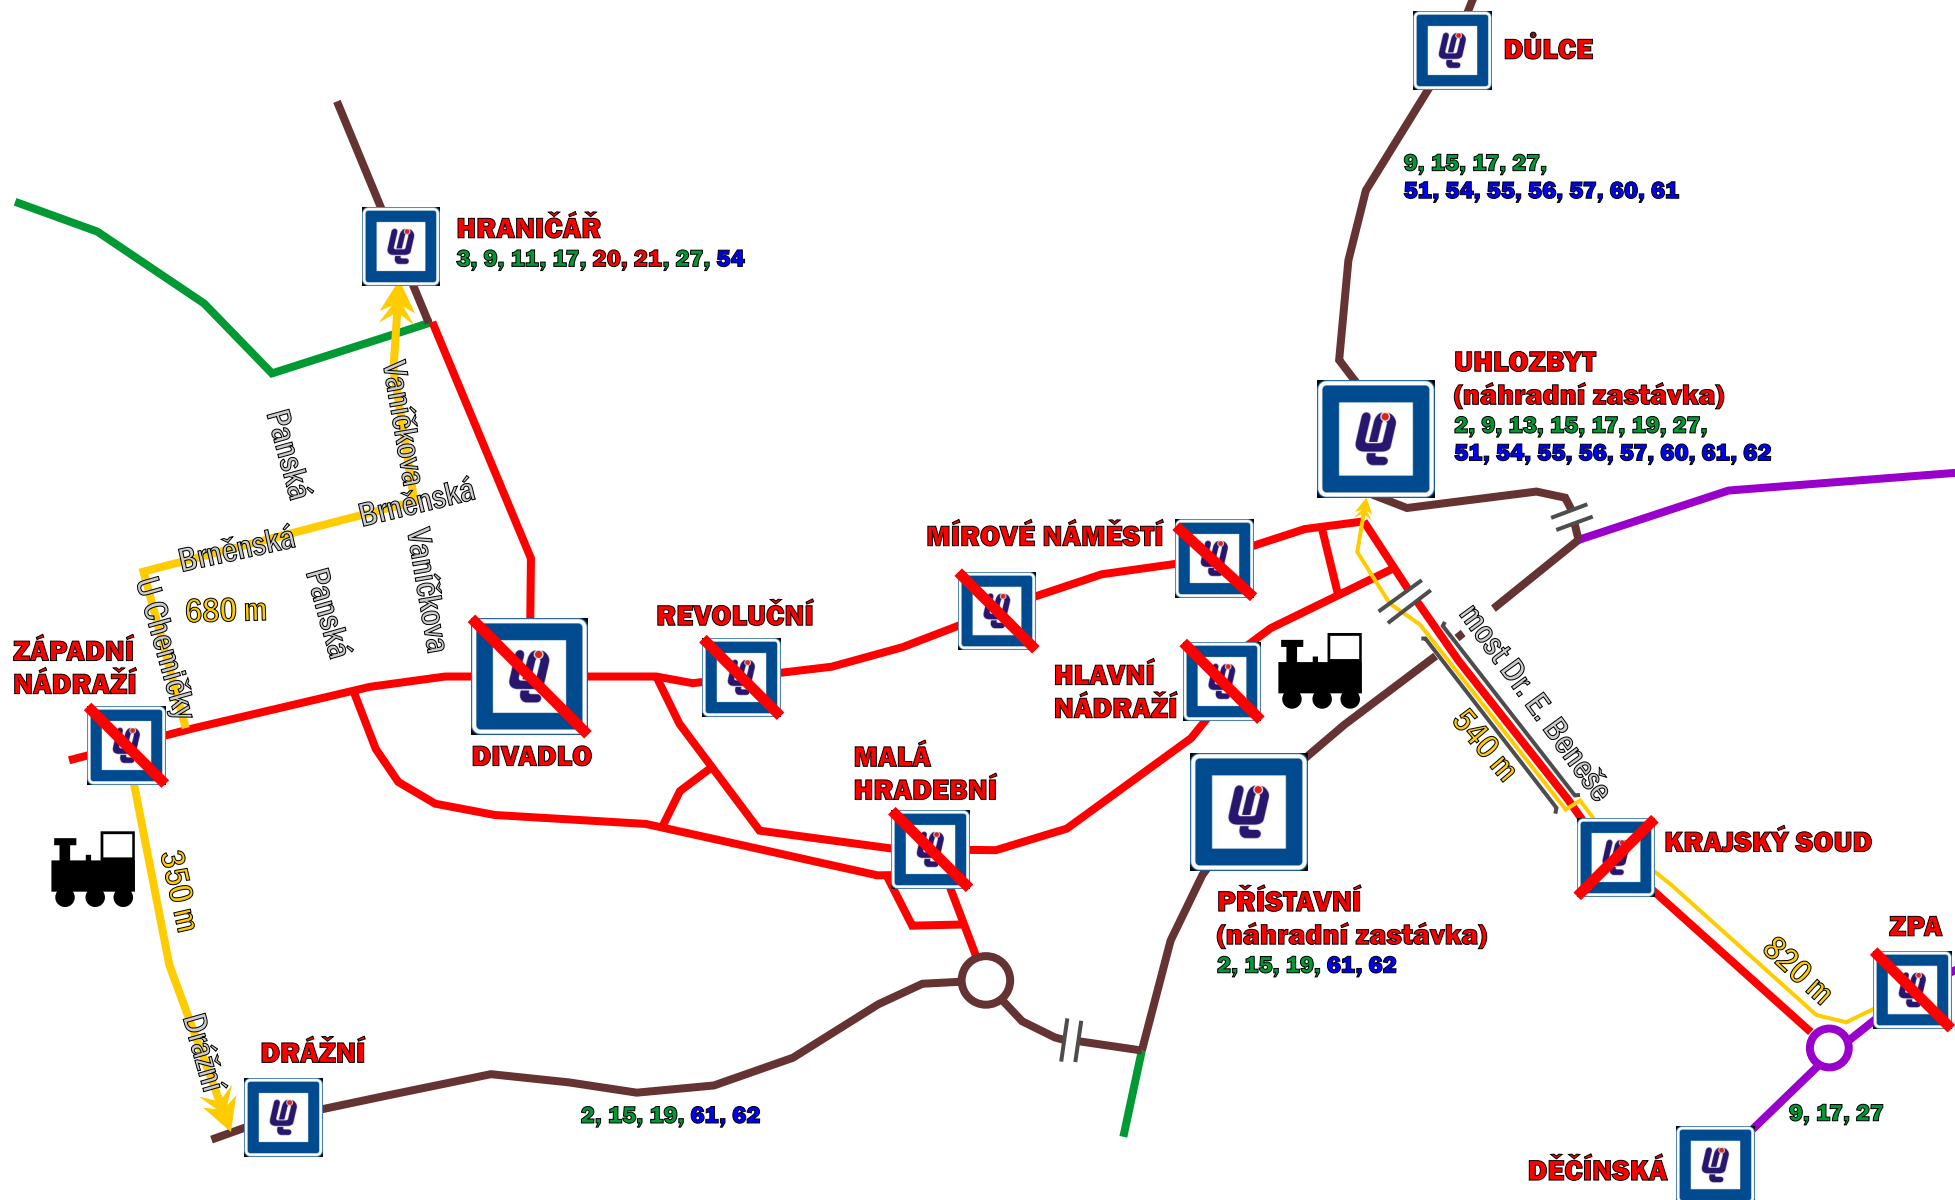 DŮLCE
9, 15, 17, 27,
51, 54, 55, 56, 57, 60, 61
HRANIČÁŘ
3, 9, 11, 17, 20, 21, 27, 54
UHLOZBYT
(náhradní zastávka)
2, 9, 13, 15, 17, 19, 27,
51, 54, 55, 56, 57, 60, 61, 62
Vaníčkova
Panská
Brněnská
Brněnská
MÍROVÉ NÁMĚSTÍ
Vaníčkova
Panská
U Chemičky
680 m
REVOLUČNÍ
most Dr. E. Beneše
ZÁPADNÍ
NÁDRAŽÍ
HLAVNÍ
NÁDRAŽÍ
540 m
DIVADLO
MALÁ
HRADEBNÍ
KRAJSKÝ SOUD
350 m
PŘÍSTAVNÍ
(náhradní zastávka)
2, 15, 19, 61, 62
ZPA
820 m
Drážní
DRÁŽNÍ
2, 15, 19, 61, 62
9, 17, 27
DĚČÍNSKÁ